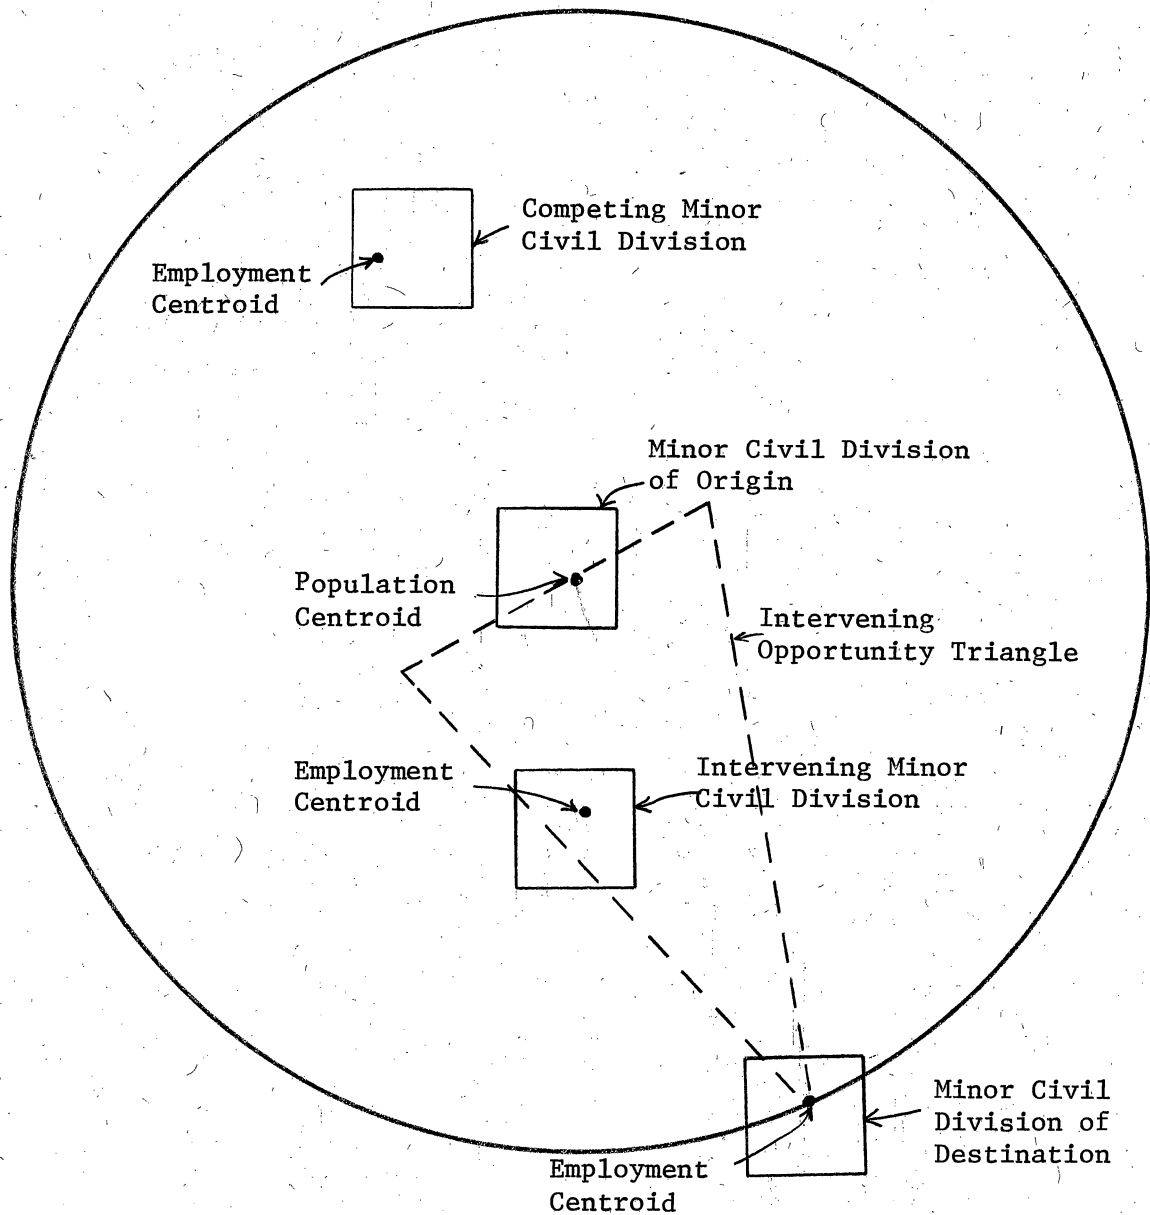 Competing Minor
Civil Division
Employment
Centroid
Minor Civil Division
of Origin
Population
Centroid
Intervening
Opportunity Triangle
Employment
Centroid
Intervening Minor
Civil Division
Minor Civil
Division of
Destination
Employment
Centroid